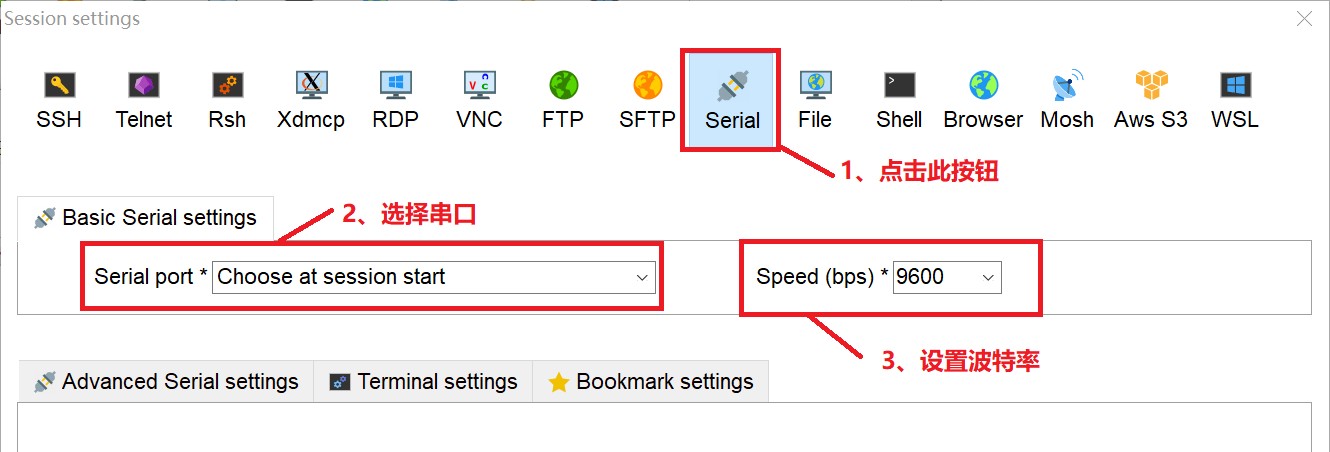 Session settings
SSH Telnet Rsh Xdmcp RDP VNC FTP SFTP Serial File Shell Browser Mosh Aws S3 WSL
1、点击此按钮
Basic Serial settings
2、选择串口
Serial port * Choose at session start Speed (bps) * 9600
3、设置波特率
Advanced Serial settings Terminal settings Bookmark settings